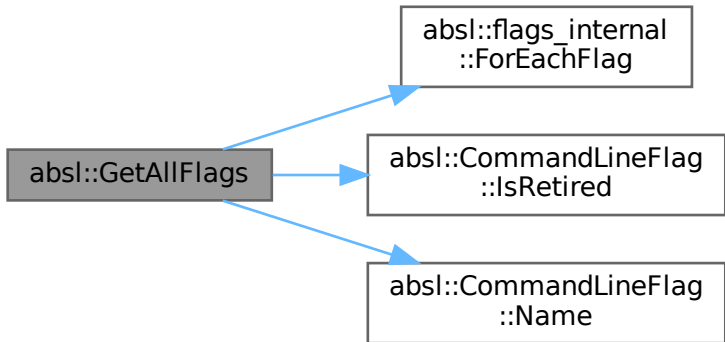 absl::flags_internal
::ForEachFlag
absl::GetAllFlags
absl::CommandLineFlag
::IsRetired
absl::CommandLineFlag
::Name